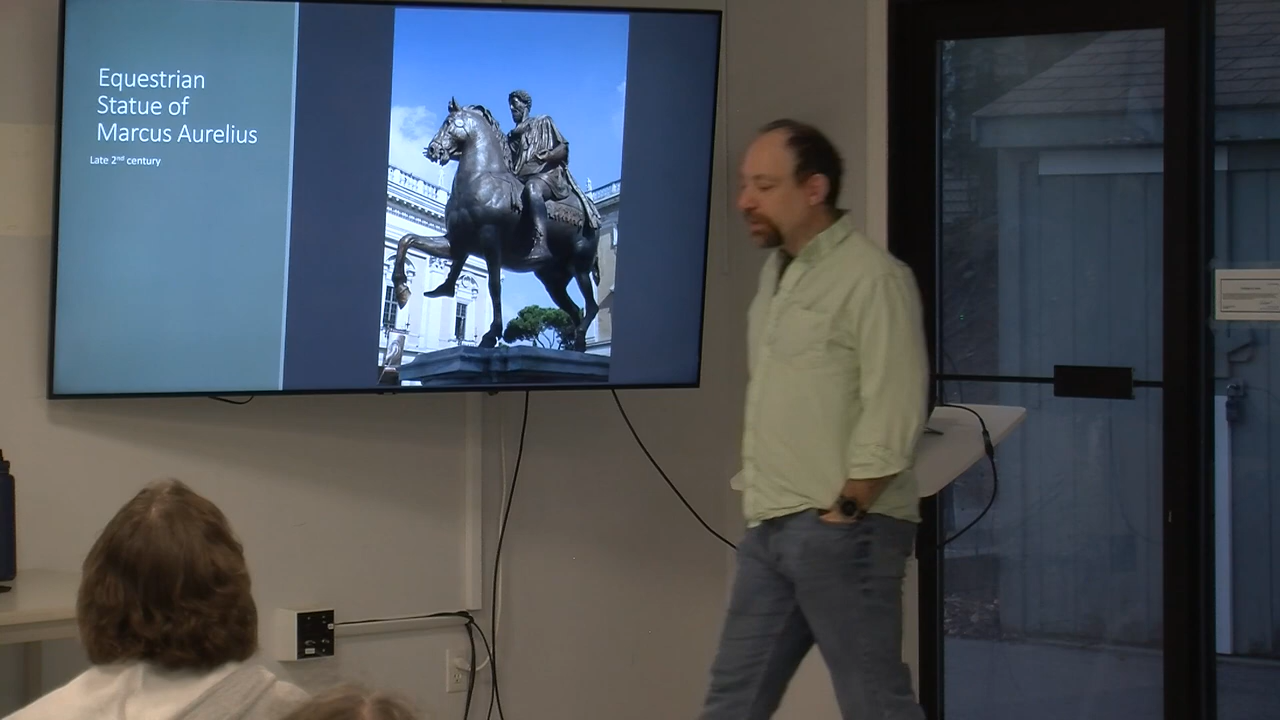 Equestrian
Statue of
Marcus Aurelius
Late 2nd century